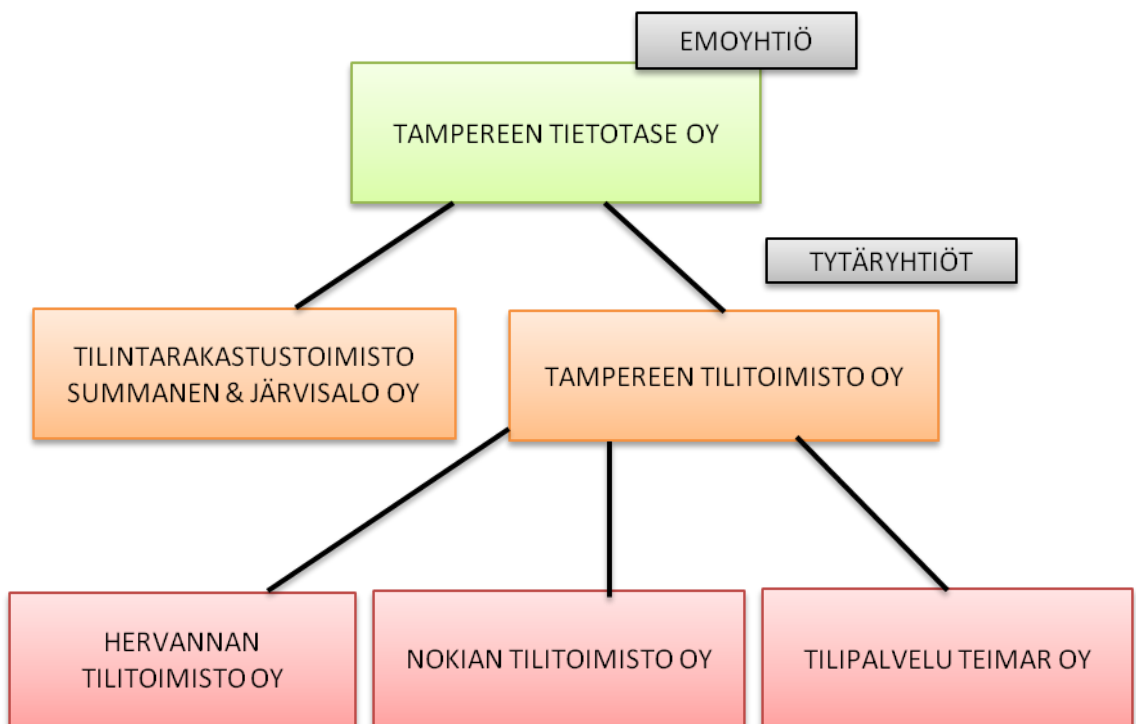 EMOYHTIÖ
TAMPEREEN TIETOTASE OY
TYTÄRYHTIÖT
TILINTARAKASTUSTOIMISTO
SUMMANEN & JÄRVISALO OY
TAMPEREEN TILITOIMISTO OY
HERVANNAN
TILITOIMISTO OY
NOKIAN TILITOIMISTO OY
TILIPALVELU TEIMAR OY